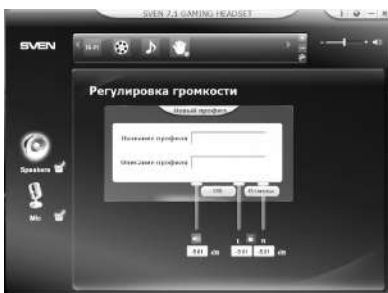 SVEN 7.1 GAMING HEADSET
SVEN
Регулировка громкости
Новый профиль
Название профиля
Описание профиля
OK
Отмена
Speakers
Mic
L
R
dB
dB